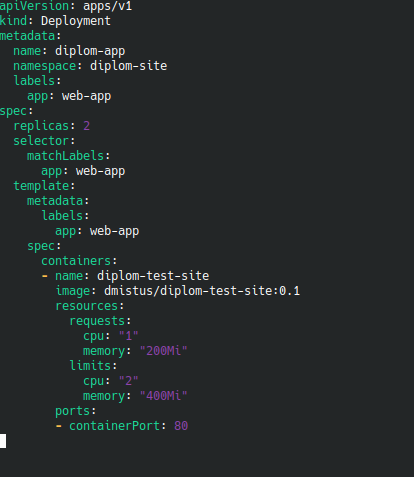 apiVersion: apps/v1
kind: Deployment
metadata:
  name: diplom-app
  namespace: diplom-site
  labels:
    app: web-app
spec:
  replicas: 2
  selector:
    matchLabels:
      app: web-app
  template:
    metadata:
      labels:
        app: web-app
    spec:
      containers:
      - name: diplom-test-site
        image: dmistus/diplom-test-site:0.1
        resources:
          requests:
            cpu: "1"
            memory: "200Mi"
          limits:
            cpu: "2"
            memory: "400Mi"
        ports:
        - containerPort: 80